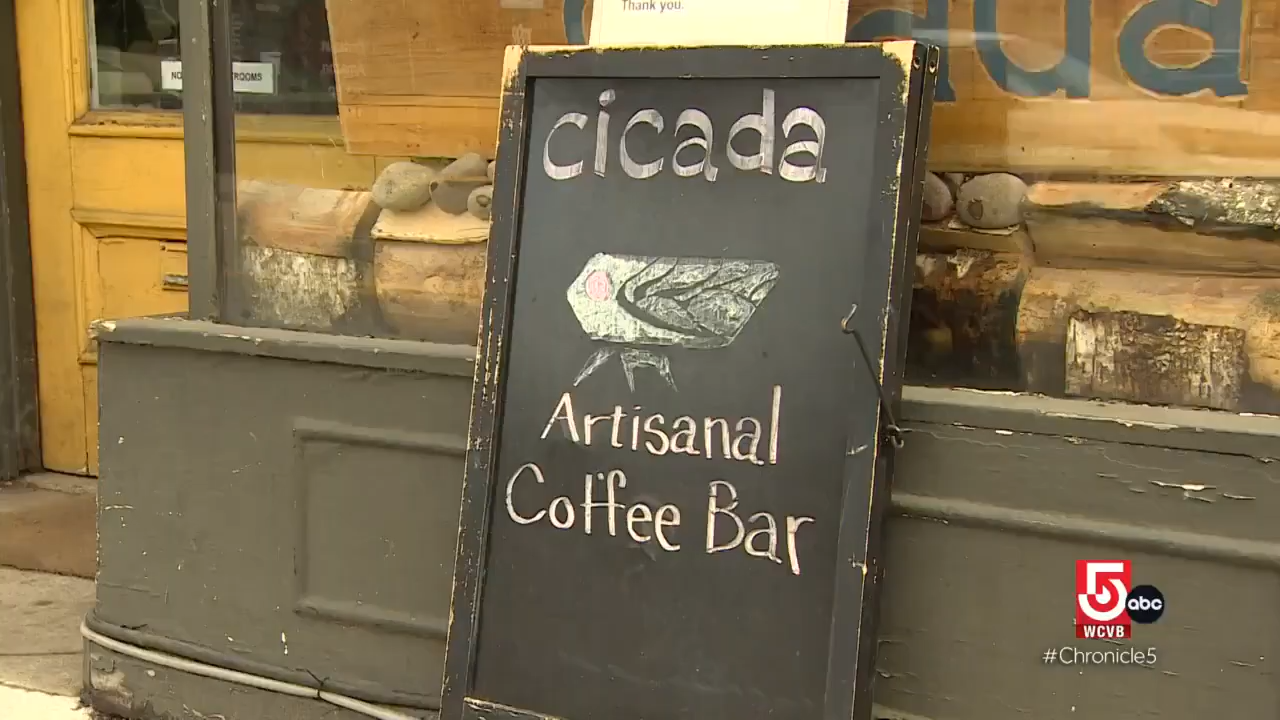 Thank you.
cicada
Artisanal
Coffee Bar
5
abc
WCVB
#Chronicle5